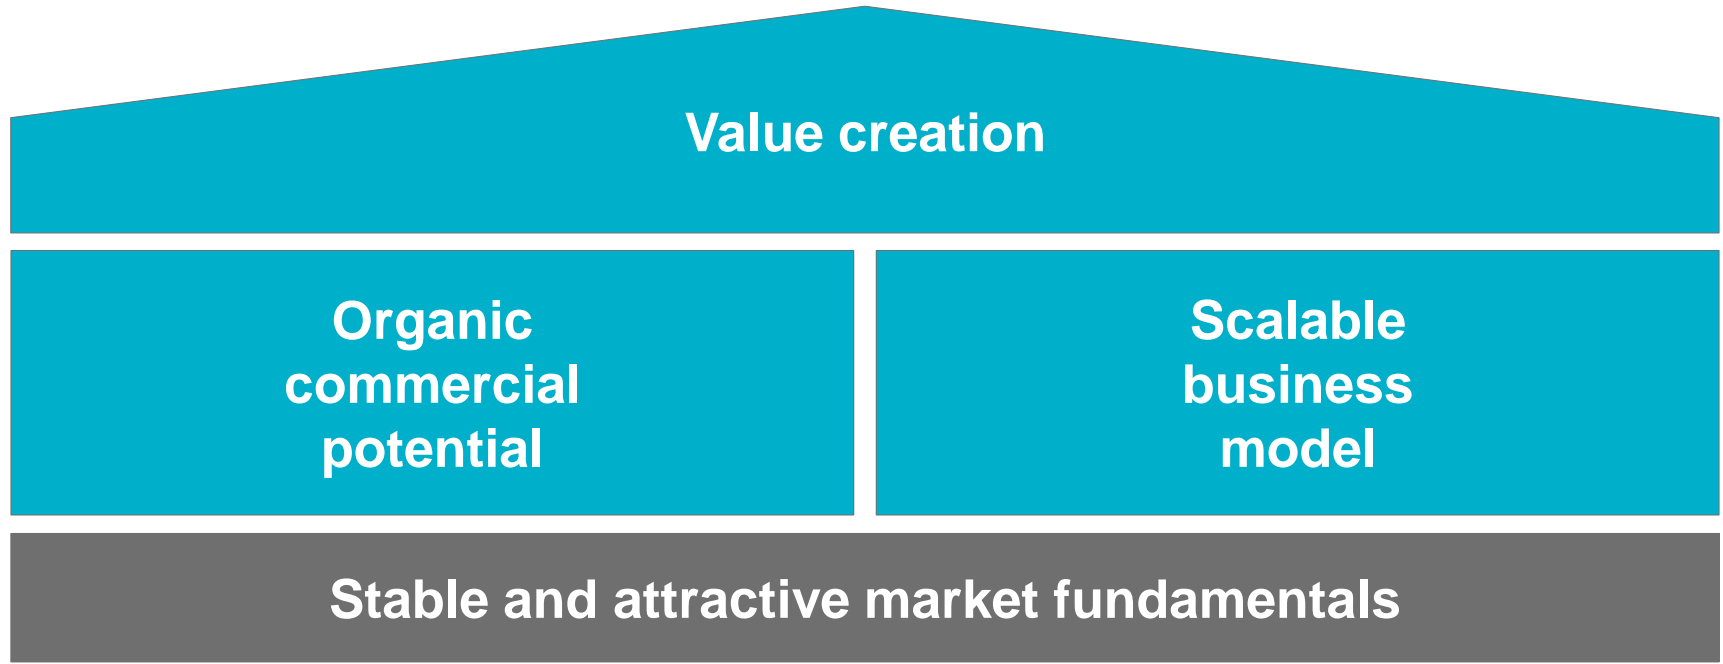 Value creation
Organic
commercial
potential
Scalable
business
model
Stable and attractive market fundamentals